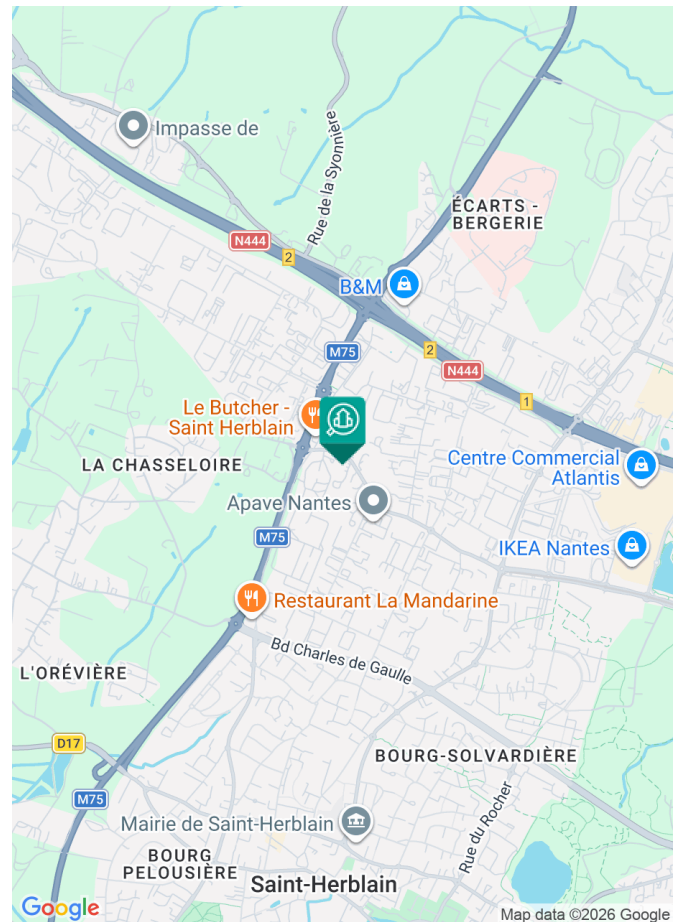 Impasse de
Rue de la Syonnière
ÉCARTS -
BERGERIE
N444
2
B&M
M75
2
N444
1
Le Butcher -
Saint Herblain
LA CHASSELOIRE
Centre Commercial
Atlantis
Apave Nantes
M75
IKEA Nantes
Restaurant La Mandarine
Bd Charles de Gaulle
L'ORÉVIÈRE
D17
BOURG-SOLVARDIÈRE
M75
Mairie de Saint-Herblain
Rue du Rocher
BOURG
PELOUSIÈRE
Saint-Herblain
Google
Map data ©2026 Google